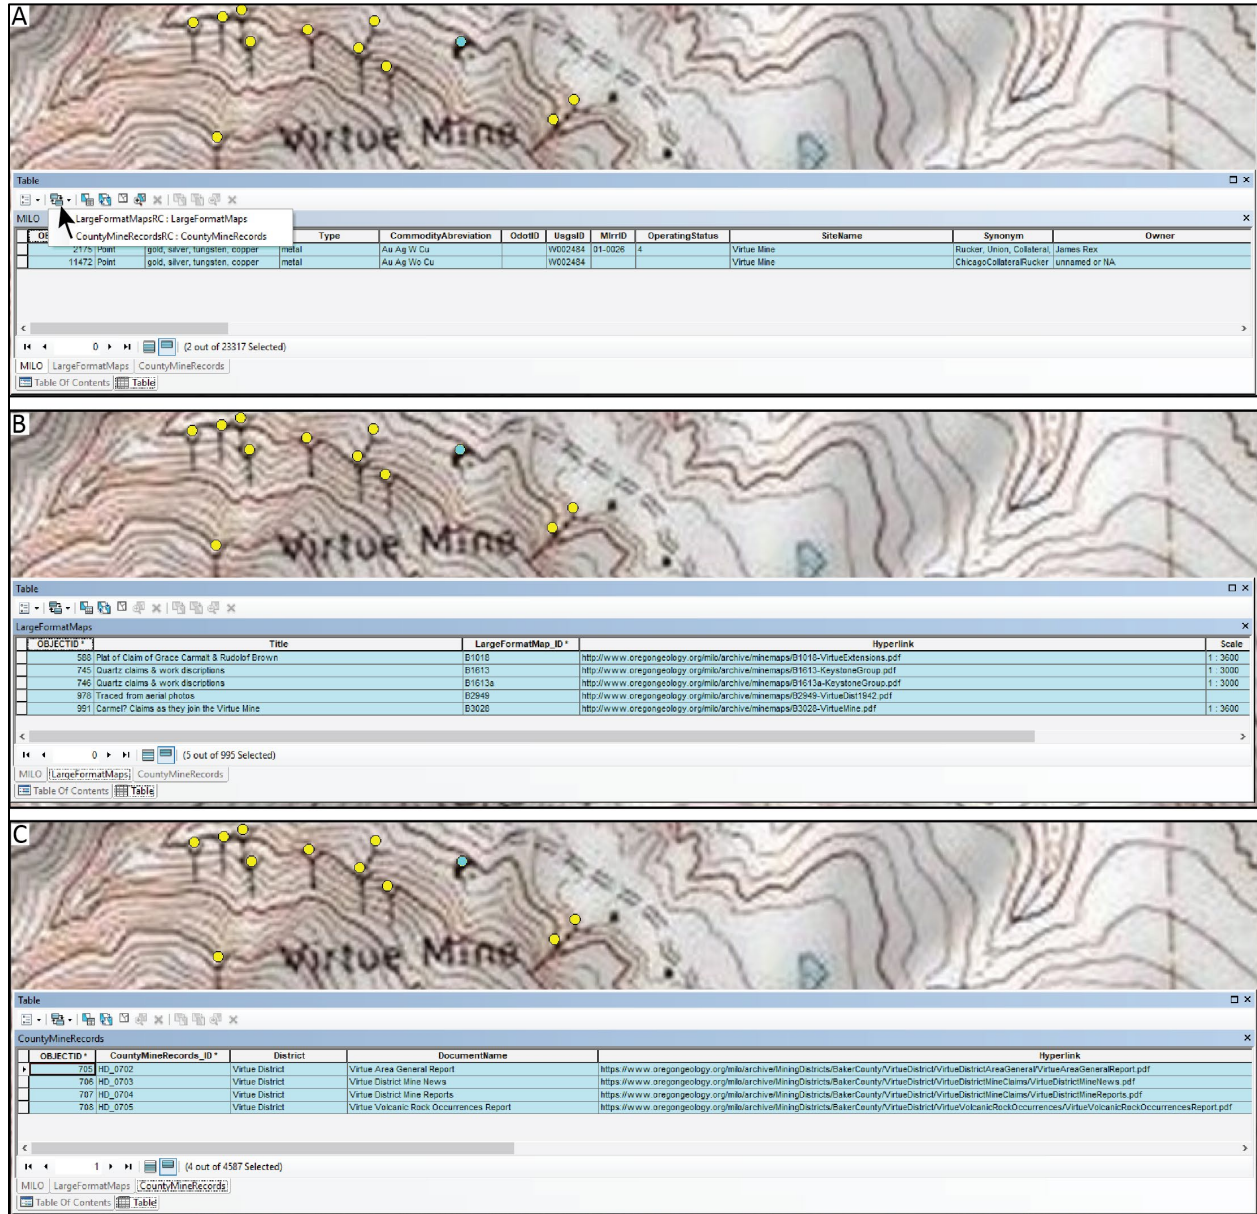 A
Virtue Mine
Table
LargeFormatMapsRC : LargeFormatMaps
MILO
CountyMineRecordsRC : CountyMineRecords
OB Type CommodityAbreviation OdotID UsgsID MlrrID OperatingStatus SiteName Synonym Owner
2175 Point gold, silver, tungsten, copper metal Au Ag W Cu W002484 01-0026 4 Virtue Mine Rucker, Union, Collateral, James Rex
11472 Point gold, silver, tungsten, copper metal Au Ag Wo Cu W002484 Virtue Mine ChicagoCollateralRucker unnamed or NA
0 (2 out of 23317 Selected)
MILO LargeFormatMaps CountyMineRecords
Table Of Contents Table
B
Virtue Mine
Table
LargeFormatMaps
OBJECTID * Title LargeFormatMap_ID * Hyperlink Scale
588 Plat of Claim of Grace Carmalt & Rudolof Brown B1018 http://www.oregongeology.org/milo/archive/minemaps/B1018-VirtueExtensions.pdf 1 : 3600
745 Quartz claims & work discriptions B1613 http://www.oregongeology.org/milo/archive/minemaps/B1613-KeystoneGroup.pdf 1 : 3000
746 Quartz claims & work discriptions B1613a http://www.oregongeology.org/milo/archive/minemaps/B1613a-KeystoneGroup.pdf 1 : 3000
978 Traced from aerial photos B2949 http://www.oregongeology.org/milo/archive/minemaps/B2949-VirtueDist1942.pdf
991 Carmel? Claims as they join the Virtue Mine B3028 http://www.oregongeology.org/milo/archive/minemaps/B3028-VirtueMine.pdf 1 : 3600
0 (5 out of 995 Selected)
MILO LargeFormatMaps CountyMineRecords
Table Of Contents Table
C
Virtue Mine
Table
CountyMineRecords
OBJECTID * CountyMineRecords_ID * District DocumentName Hyperlink
705 HD_0702 Virtue District Virtue Area General Report https://www.oregongeology.org/milo/archive/MiningDistricts/BakerCounty/VirtueDistrict/VirtueDistrictAreaGeneral/VirtueAreaGeneralReport.pdf
706 HD_0703 Virtue District Virtue District Mine News https://www.oregongeology.org/milo/archive/MiningDistricts/BakerCounty/VirtueDistrict/VirtueDistrictMineClaims/VirtueDistrictMineNews.pdf
707 HD_0704 Virtue District Virtue District Mine Reports https://www.oregongeology.org/milo/archive/MiningDistricts/BakerCounty/VirtueDistrict/VirtueDistrictMineClaims/VirtueDistrictMineReports.pdf
708 HD_0705 Virtue District Virtue Volcanic Rock Occurrences Report https://www.oregongeology.org/milo/archive/MiningDistricts/BakerCounty/VirtueDistrict/VirtueVolcanicRockOccurrences/VirtueVolcanicRockOccurrencesReport.pdf
1 (4 out of 4587 Selected)
MILO LargeFormatMaps CountyMineRecords
Table Of Contents Table